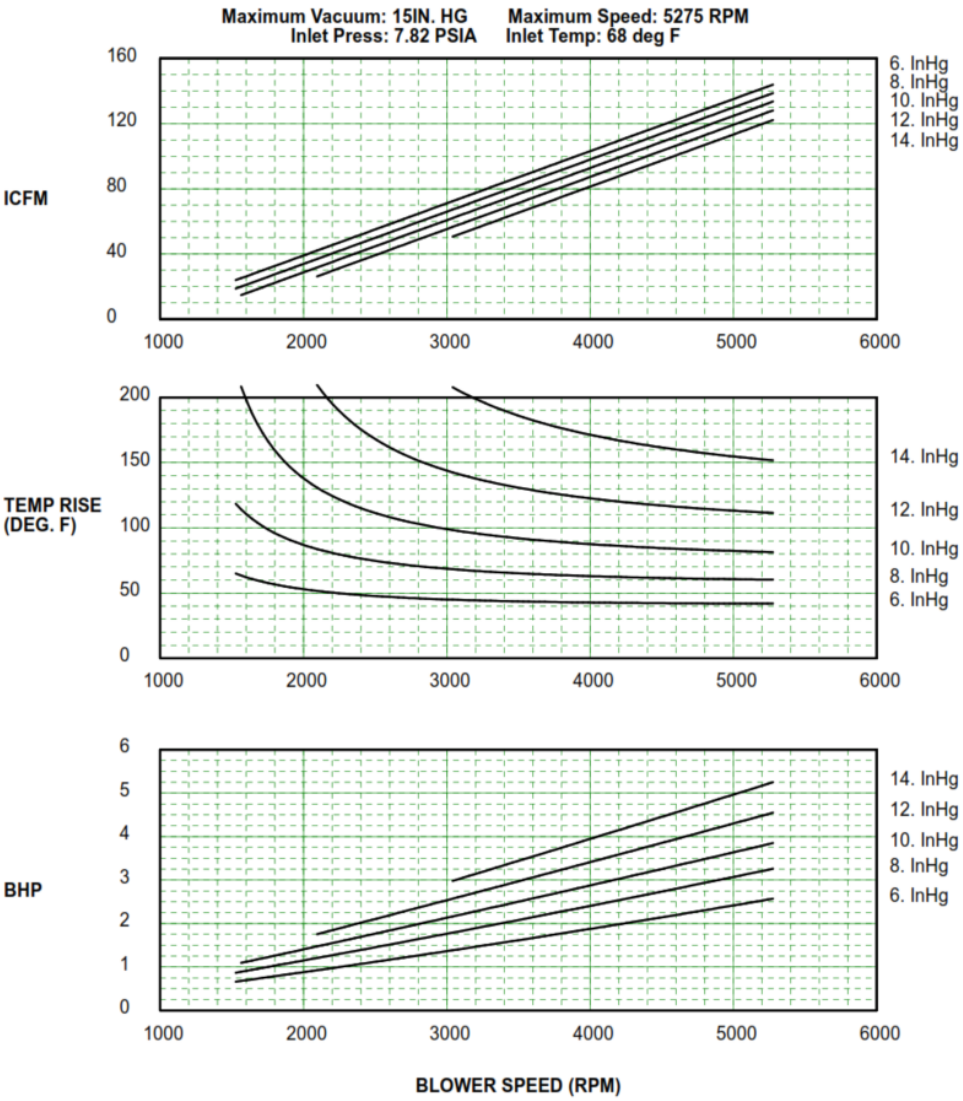 Maximum Vacuum: 15IN. HG Maximum Speed: 5275 RPM
Inlet Press: 7.82 PSIA Inlet Temp: 68 deg F
160
120
80
40
0
ICFM
6. InHg
8. InHg
10. InHg
12. InHg
14. InHg
1000 2000 3000 4000 5000 6000
200
150
100
50
0
TEMP RISE
(DEG. F)
14. InHg
12. InHg
10. InHg
8. InHg
6. InHg
1000 2000 3000 4000 5000 6000
6
5
4
3
2
1
0
BHP
14. InHg
12. InHg
10. InHg
8. InHg
6. InHg
1000 2000 3000 4000 5000 6000
BLOWER SPEED (RPM)